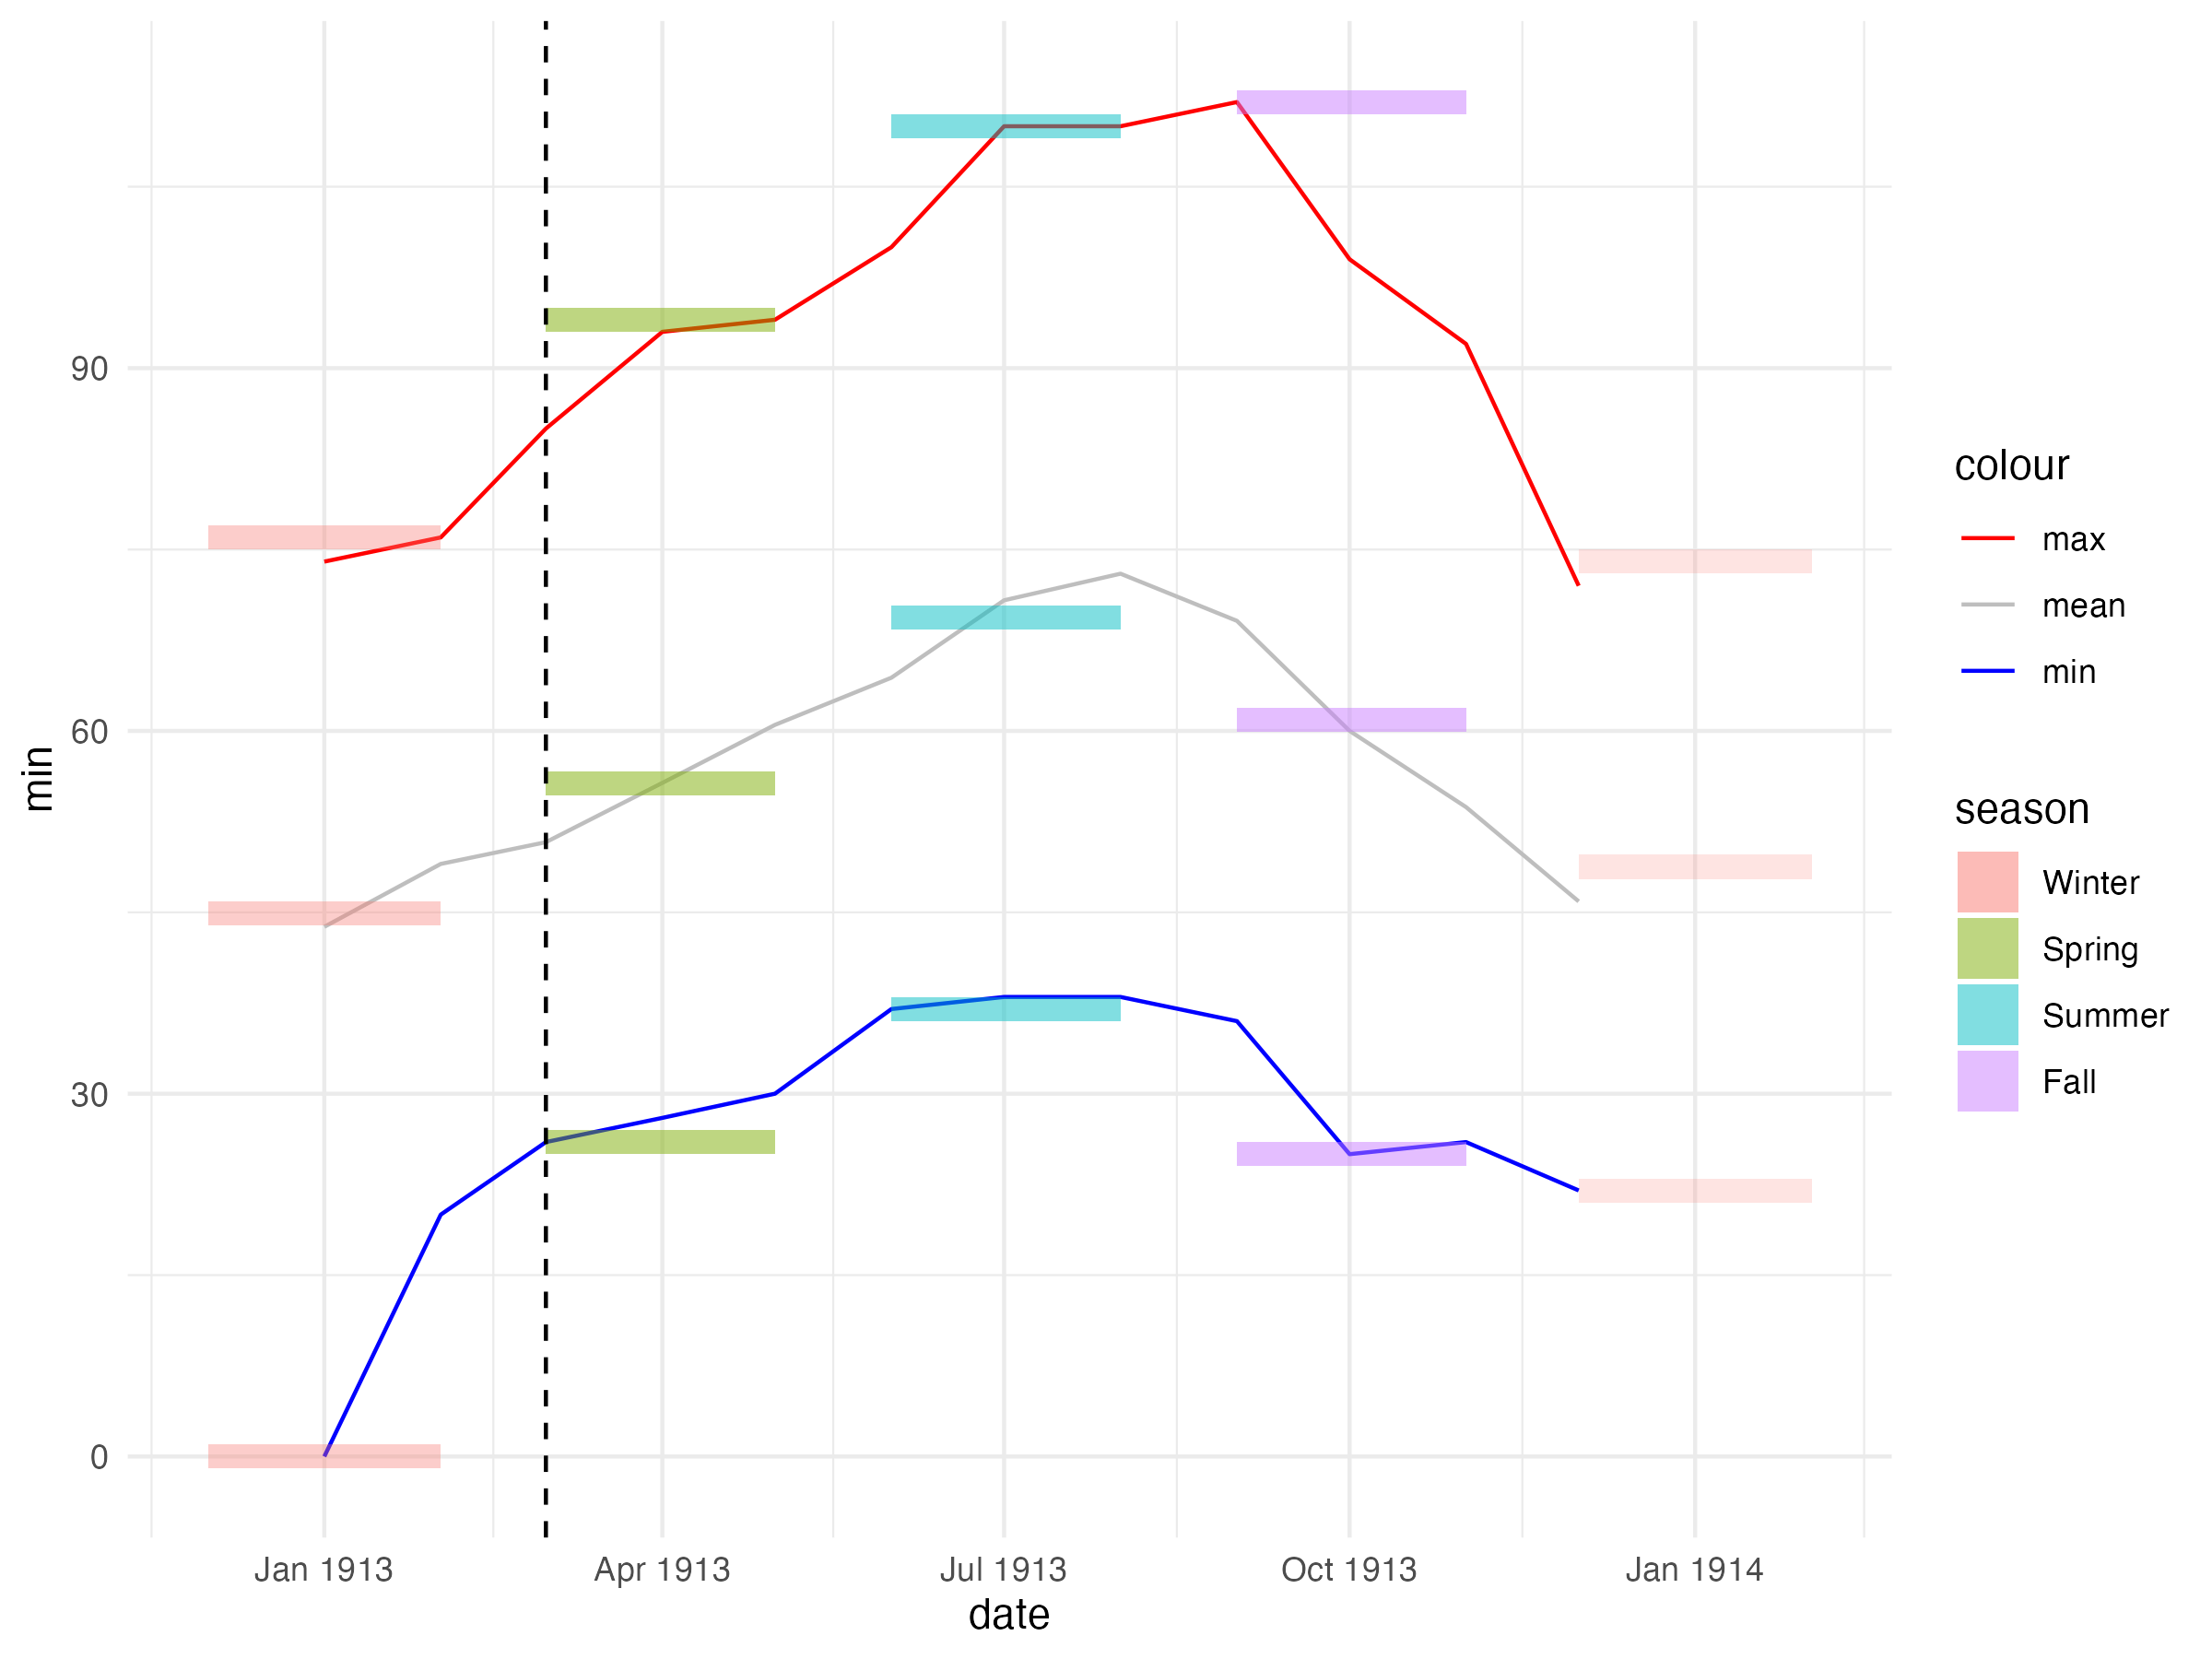 90
60
30
0
min
Jan 1913
Apr 1913
Jul 1913
Oct 1913
Jan 1914
date
colour
max
mean
min
season
Winter
Spring
Summer
Fall